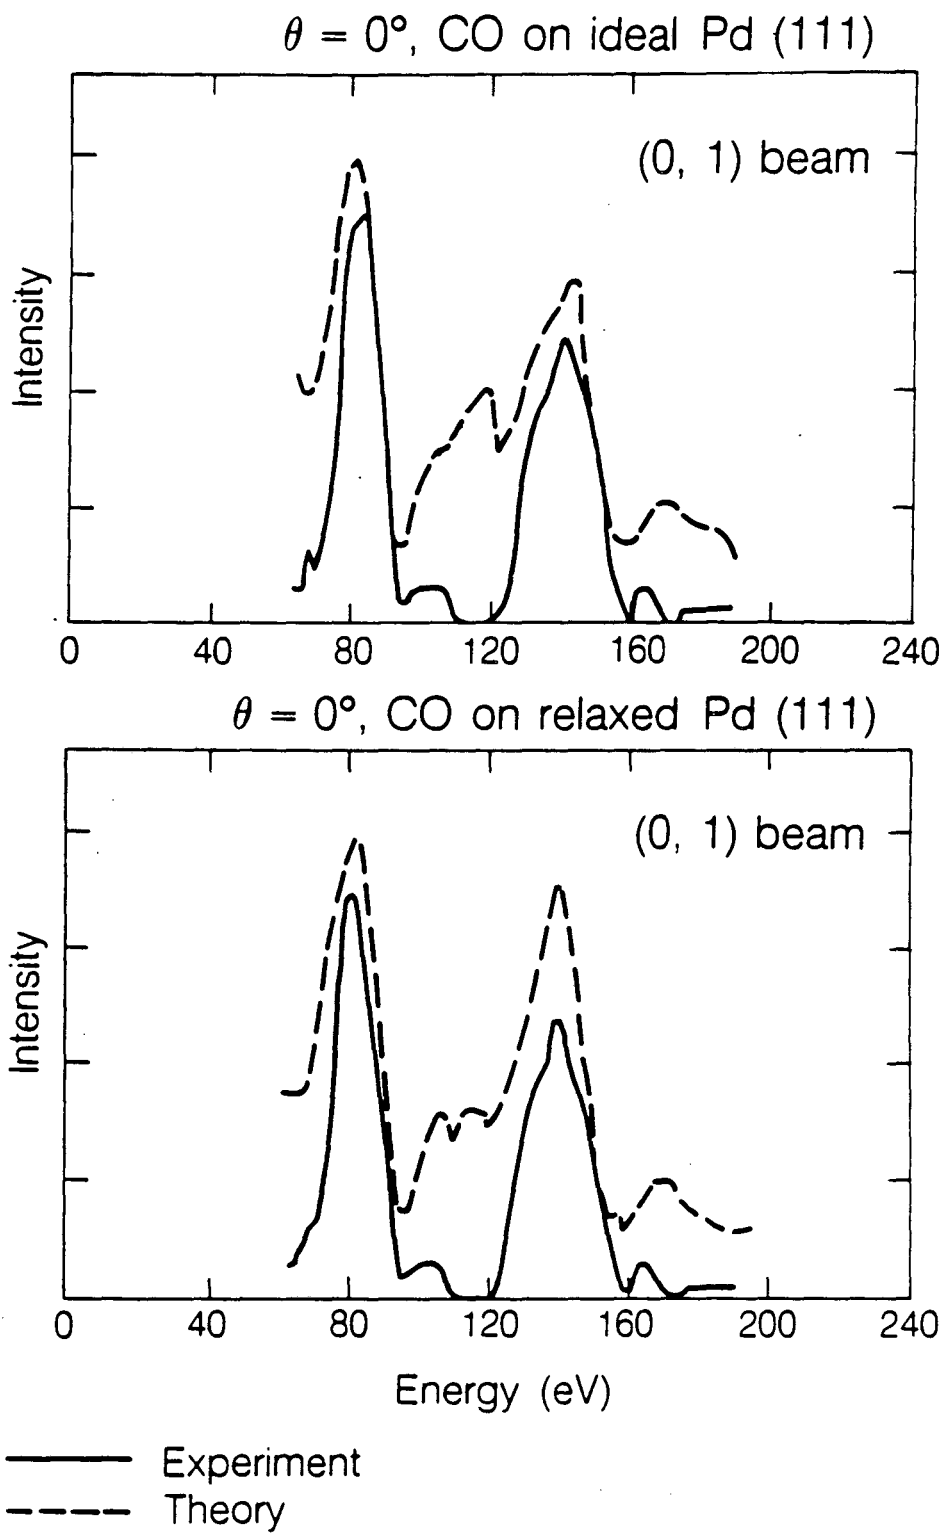 θ = 0°, CO on ideal Pd (111)
(0, 1) beam
Intensity
0 40 80 120 160 200 240
θ = 0°, CO on relaxed Pd (111)
(0, 1) beam
Intensity
0 40 80 120 160 200 240
Energy (eV)
Experiment
Theory